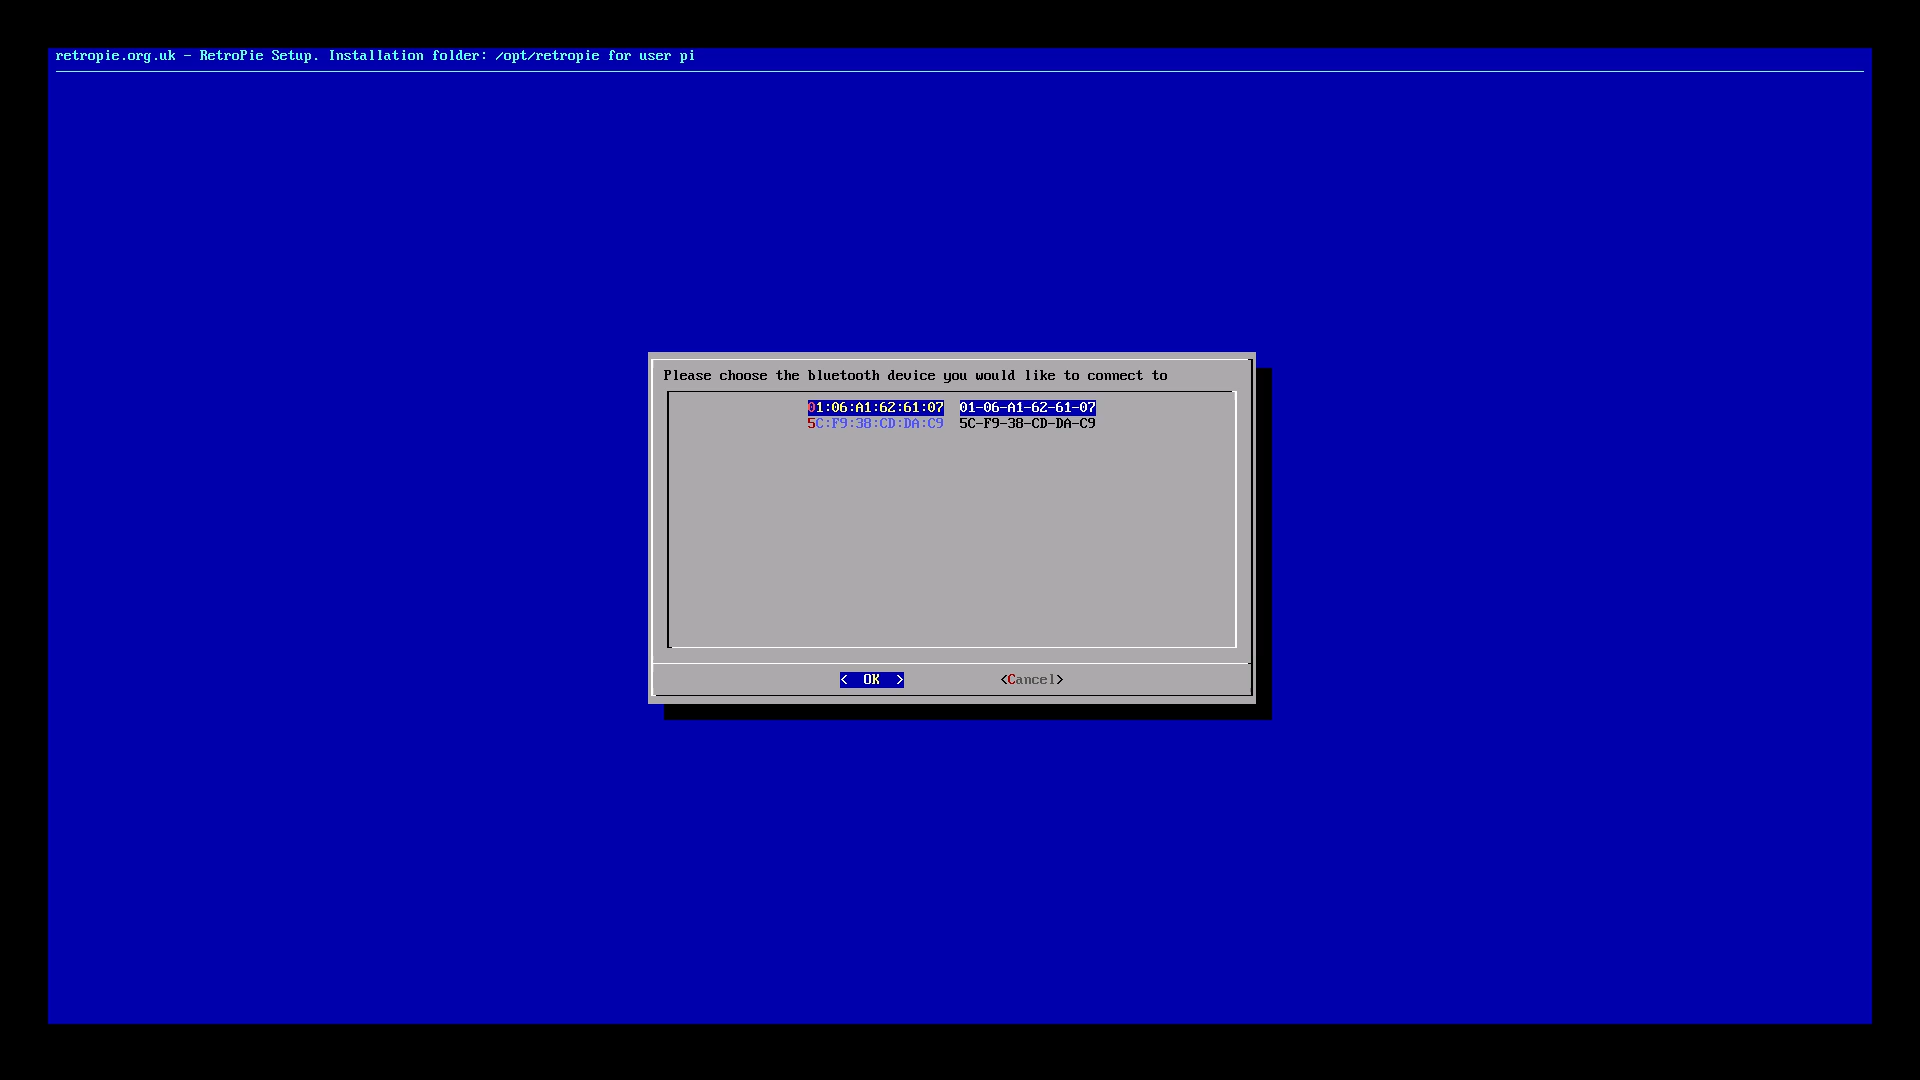 retropie.org.uk - RetroPie Setup. Installation folder: /opt/retropie for user pi
Please choose the bluetooth device you would like to connect to
01:06:A1:62:61:07  01-06-A1-62-61-07
5C:F9:38:CD:DA:C9  5C-F9-38-CD-DA-C9
<  OK  >  <Cancel>